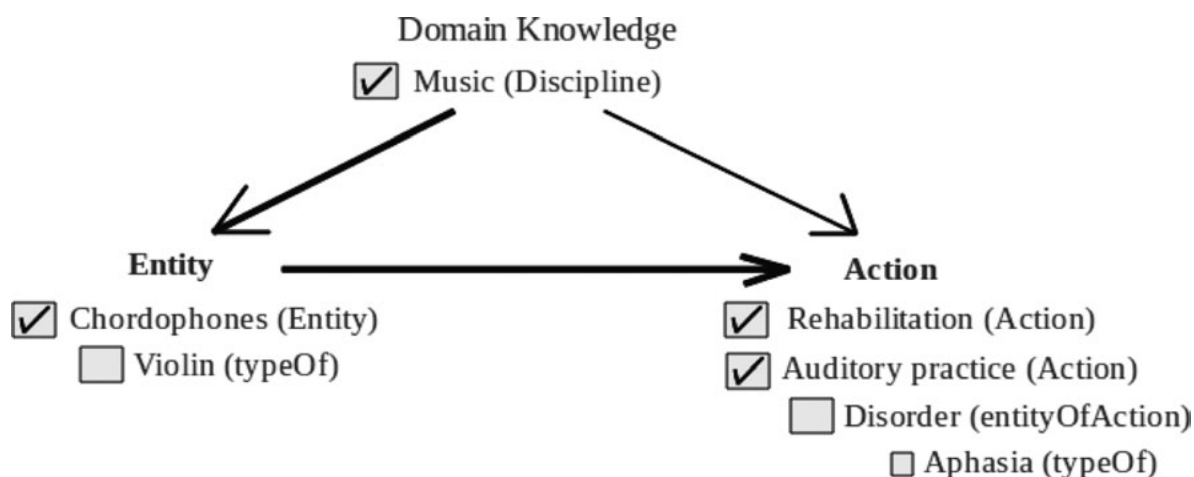 Domain Knowledge
Music (Discipline)
Entity
Action
Chordophones (Entity)
Violin (typeOf)
Rehabilitation (Action)
Auditory practice (Action)
Disorder (entityOfAction)
Aphasia (typeOf)